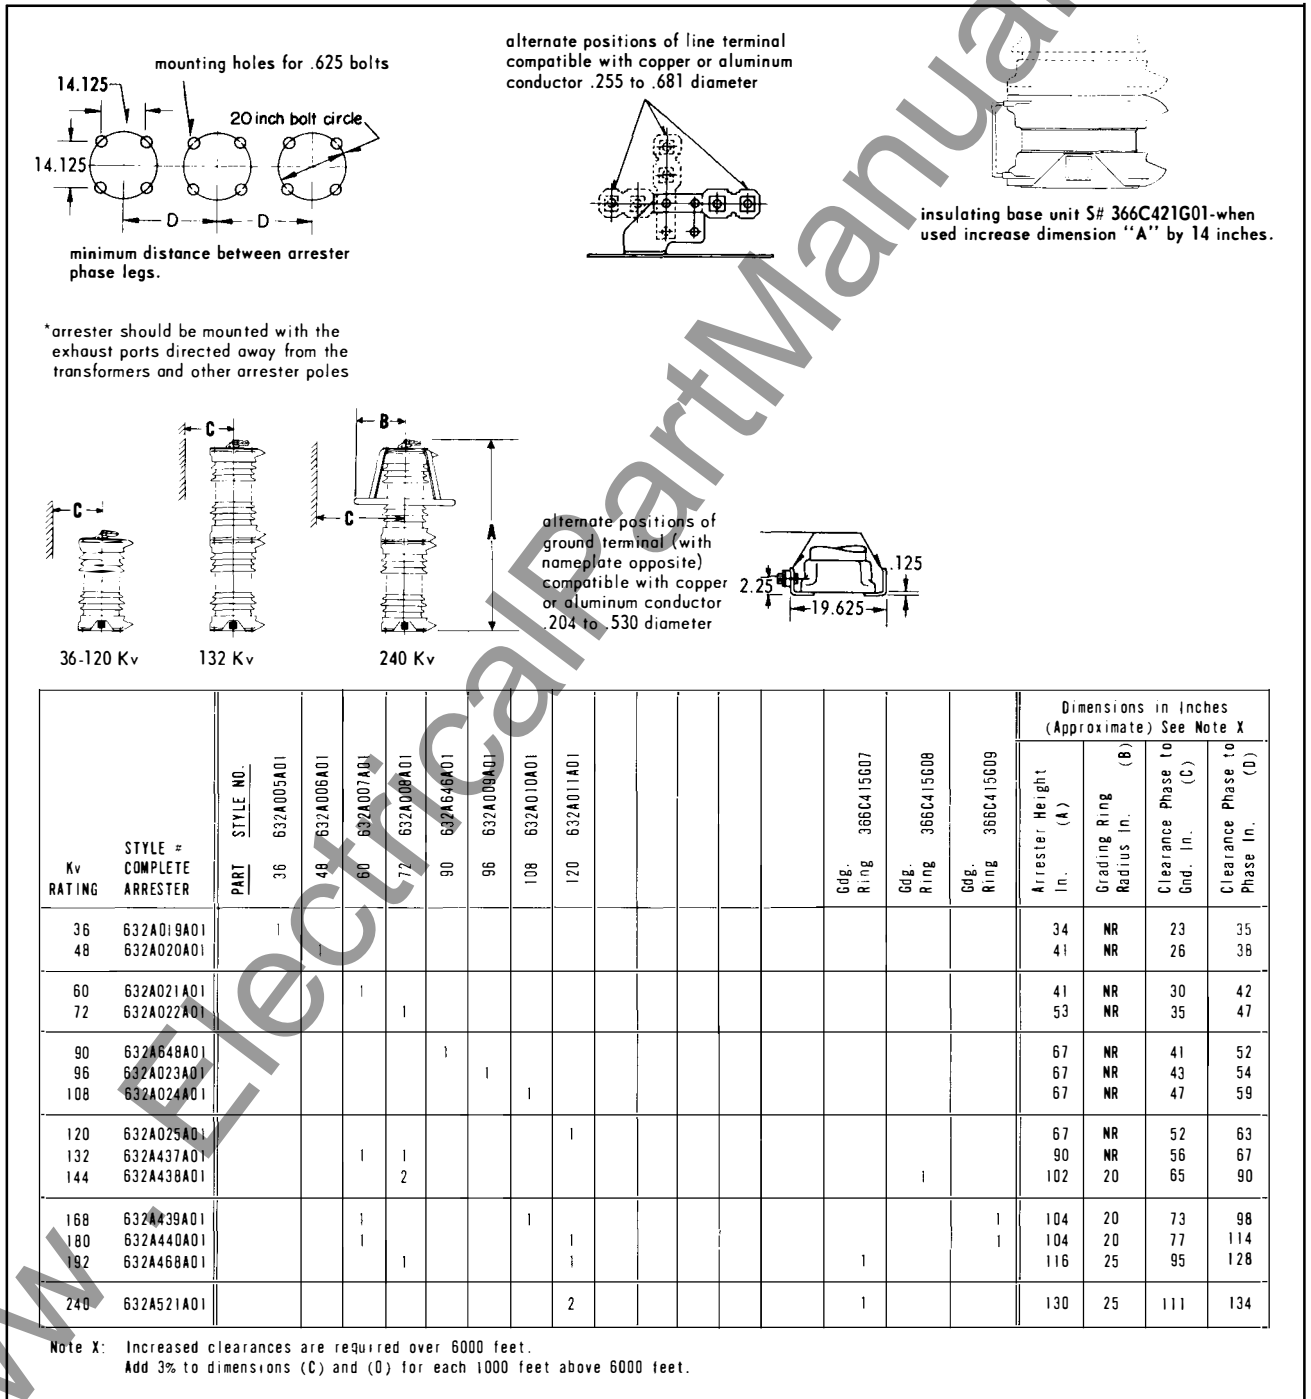 mounting holes for .625 bolts
14.125
20 inch bolt circle
14.125
D
D
minimum distance between arrester
phase legs.
alternate positions of line terminal
compatible with copper or aluminum
conductor .255 to .681 diameter
insulating base unit S# 366C421G01-when
used increase dimension "A" by 14 inches.
*arrester should be mounted with the
exhaust ports directed away from the
transformers and other arrester poles
C
C
B
C
A
36-120 Kv
132 Kv
240 Kv
alternate positions of
ground terminal (with
nameplate opposite)
compatible with copper
or aluminum conductor
.204 to .530 diameter
2.25
.125
19.625
Kv RATING
STYLE # COMPLETE ARRESTER
PART STYLE NO.
36 632A005A01
48 632A006A01
60 632A007A01
72 632A008A01
90 632A646A01
96 632A009A01
108 632A010A01
120 632A011A01
Gdg. Ring 366C415G07
Gdg. Ring 366C415G08
Gdg. Ring 366C415G09
Dimensions in Inches
(Approximate) See Note X
Arrester Height In. (A)
Grading Ring Radius In. (B)
Clearance Phase to Gnd. In. (C)
Clearance Phase to Phase In. (D)
36 632A019A01 1 34 NR 23 35
48 632A020A01 1 41 NR 26 38
60 632A021A01 1 41 NR 30 42
72 632A022A01 1 53 NR 35 47
90 632A648A01 1 67 NR 41 52
96 632A023A01 1 67 NR 43 54
108 632A024A01 1 67 NR 47 59
120 632A025A01 1 67 NR 52 63
132 632A437A01 1 1 90 NR 56 67
144 632A438A01 2 1 102 20 65 90
168 632A439A01 1 1 1 104 20 73 98
180 632A440A01 1 1 1 104 20 77 114
192 632A468A01 1 1 1 116 25 95 128
240 632A521A01 2 1 130 25 111 134
Note X: Increased clearances are required over 6000 feet.
Add 3% to dimensions (C) and (D) for each 1000 feet above 6000 feet.
w. ElectricalPartManua